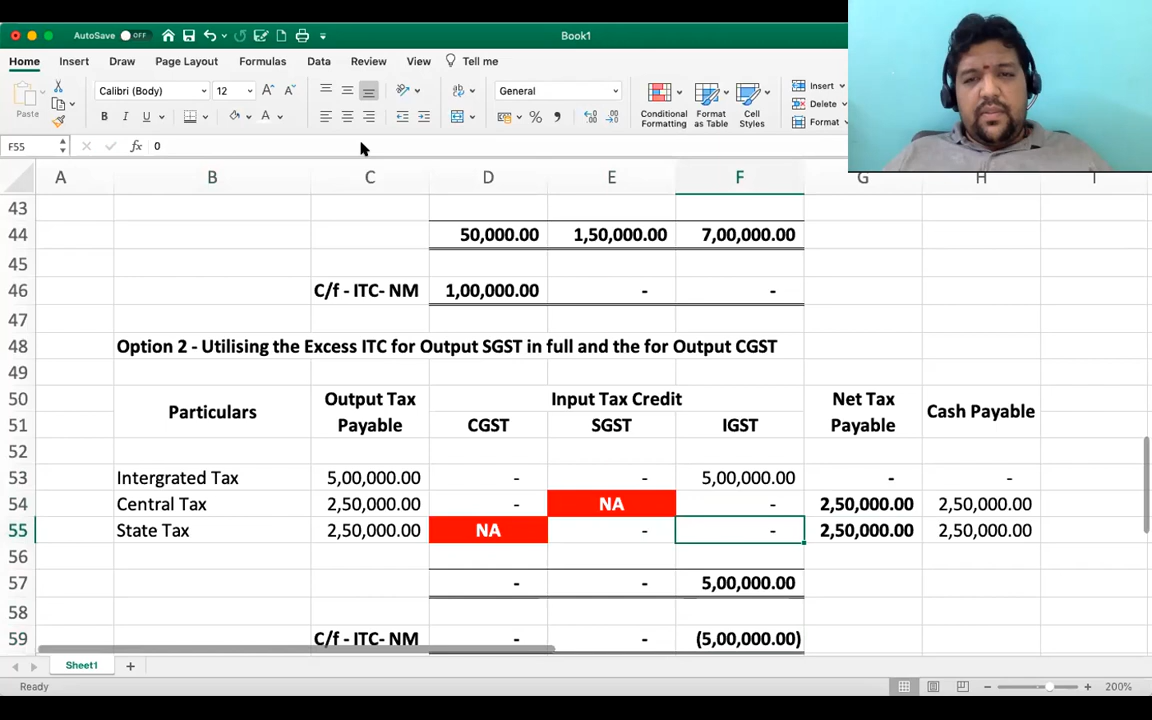 AutoSave OFF Book1
Home Insert Draw Page Layout Formulas Data Review View Tell me
Paste Calibri (Body) 12 A A General Conditional Formatting Format as Table Cell Styles Insert Delete Format
B I U A % 
F55 fx 0
A B C D E F G H I
43
44 50,000.00 1,50,000.00 7,00,000.00
45
46 C/f - ITC- NM 1,00,000.00 - -
47
48 Option 2 - Utilising the Excess ITC for Output SGST in full and the for Output CGST
49
50 Particulars Output Tax Input Tax Credit Net Tax Cash Payable
51 Payable CGST SGST IGST Payable
52
53 Intergrated Tax 5,00,000.00 - - 5,00,000.00 - -
54 Central Tax 2,50,000.00 - NA - 2,50,000.00 2,50,000.00
55 State Tax 2,50,000.00 NA - - 2,50,000.00 2,50,000.00
56
57 - - 5,00,000.00
58
59 C/f - ITC- NM - - (5,00,000.00)
Sheet1 +
Ready 200%